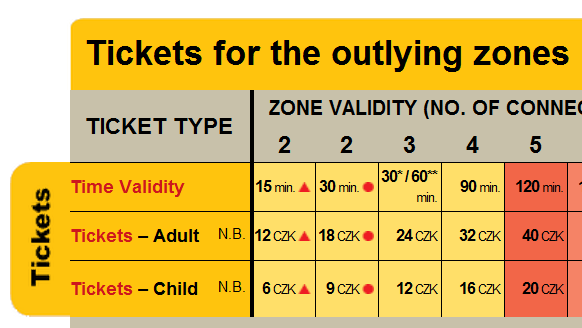 Tickets for the outlying zones
TICKET TYPE
ZONE VALIDITY (NO. OF CONNEC
2 2 3 4 5
Tickets
Time Validity 15 min. ▲ 30 min. ● 30* / 60** min. 90 min. 120 min.
Tickets – Adult N.B. 12 CZK ▲ 18 CZK ● 24 CZK 32 CZK 40 CZK
Tickets – Child N.B. 6 CZK ▲ 9 CZK ● 12 CZK 16 CZK 20 CZK